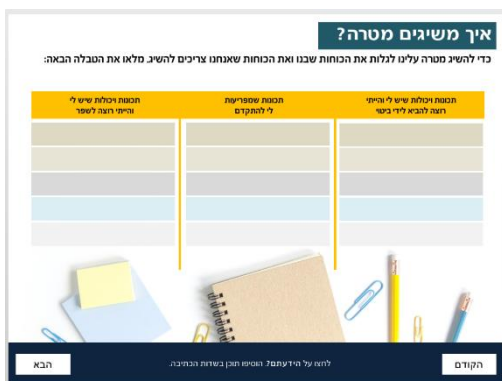 איך משיגים מטרה?
כדי להשיג מטרה עלינו לגלות את הכוחות שבנו ואת הכוחות שאנחנו צריכים להשיג. מלאו את הטבלה הבאה:
תכונות ויכולות שיש לי והייתי
רוצה להביא לידי ביטוי
תכונות שמפריעות
לי להתקדם
תכונות ויכולות שיש לי
והייתי רוצה לשפר
לחצו על הידעתם? הוסיפו תוכן בשדות הכתיבה.
הקודם
הבא